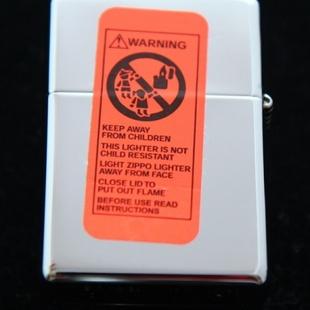 WARNING
KEEP AWAY
FROM CHILDREN
THIS LIGHTER IS NOT
CHILD RESISTANT
LIGHT ZIPPO LIGHTER
AWAY FROM FACE
CLOSE LID TO
PUT OUT FLAME
BEFORE USE READ
INSTRUCTIONS